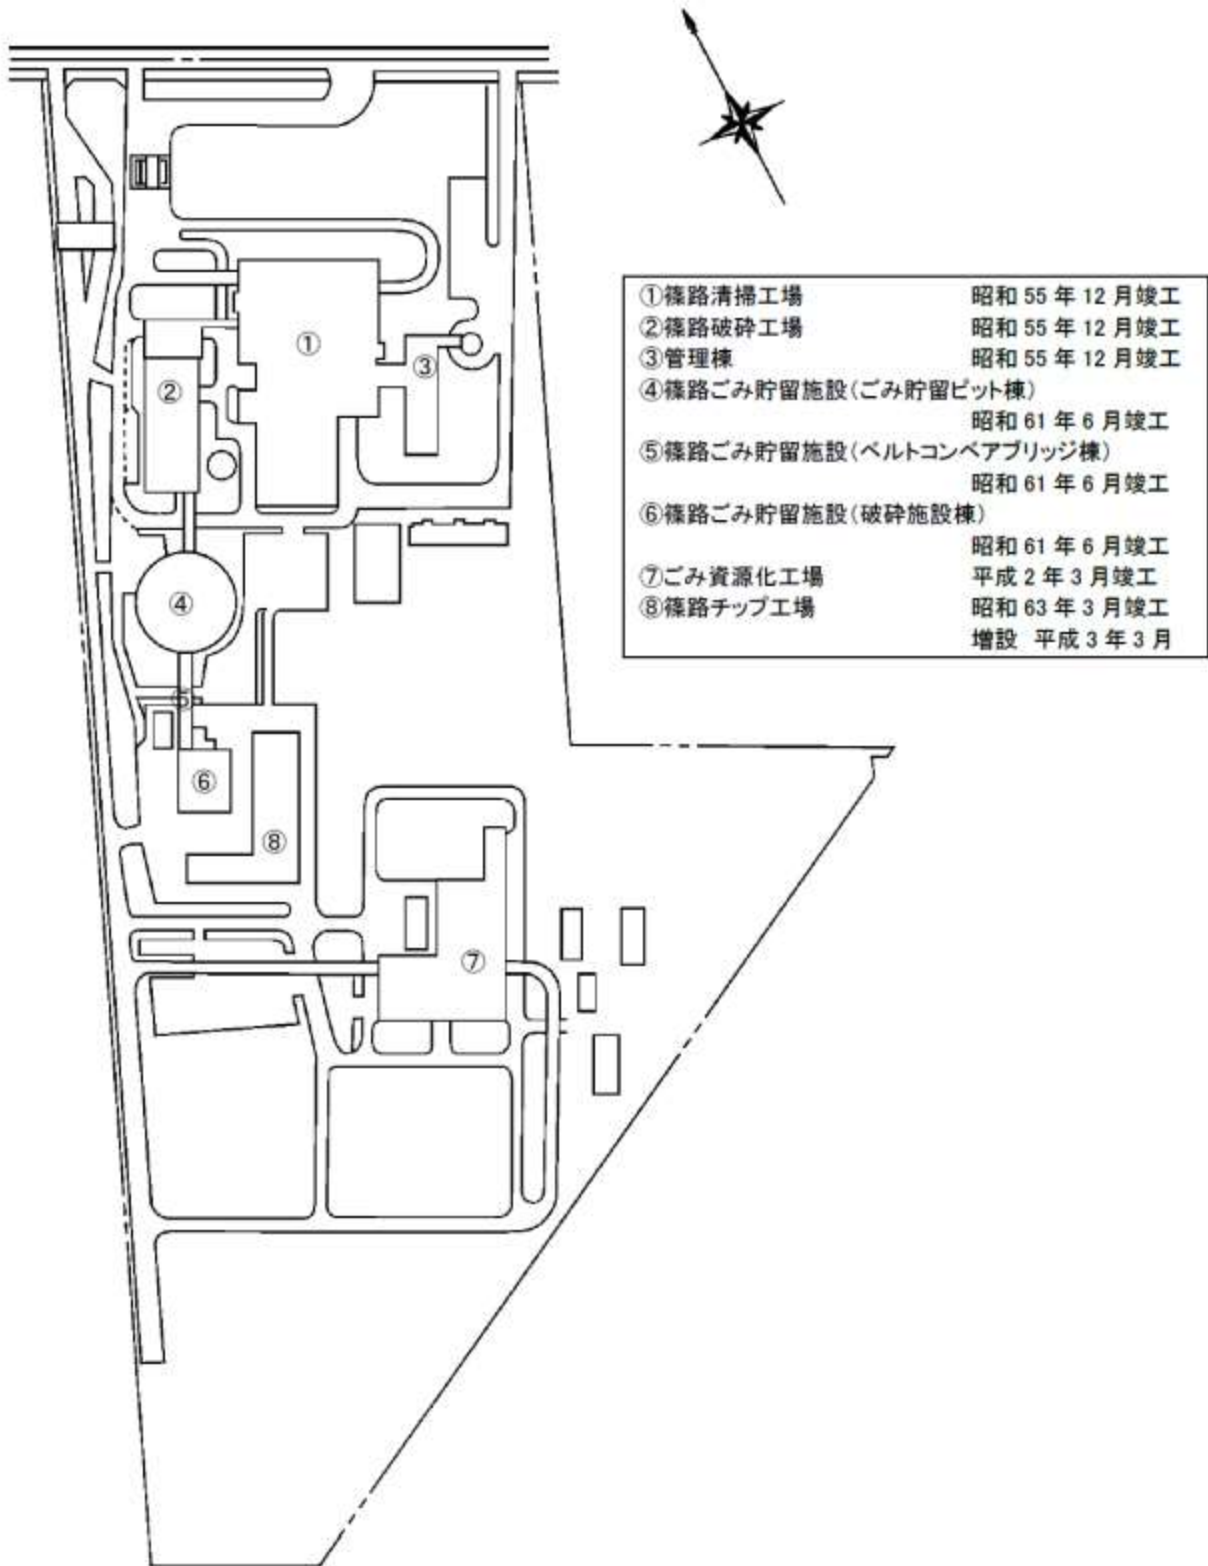 ①篠路清掃工場 昭和 55 年 12 月竣工
②篠路破砕工場 昭和 55 年 12 月竣工
③管理棟 昭和 55 年 12 月竣工
④篠路ごみ貯留施設(ごみ貯留ピット棟)
昭和 61 年 6 月竣工
⑤篠路ごみ貯留施設(ベルトコンベアブリッジ棟)
昭和 61 年 6 月竣工
⑥篠路ごみ貯留施設(破砕施設棟)
昭和 61 年 6 月竣工
⑦ごみ資源化工場 平成 2 年 3 月竣工
⑧篠路チップ工場 昭和 63 年 3 月竣工
増設 平成 3 年 3 月
①
③
②
④
⑤
⑥
⑧
⑦